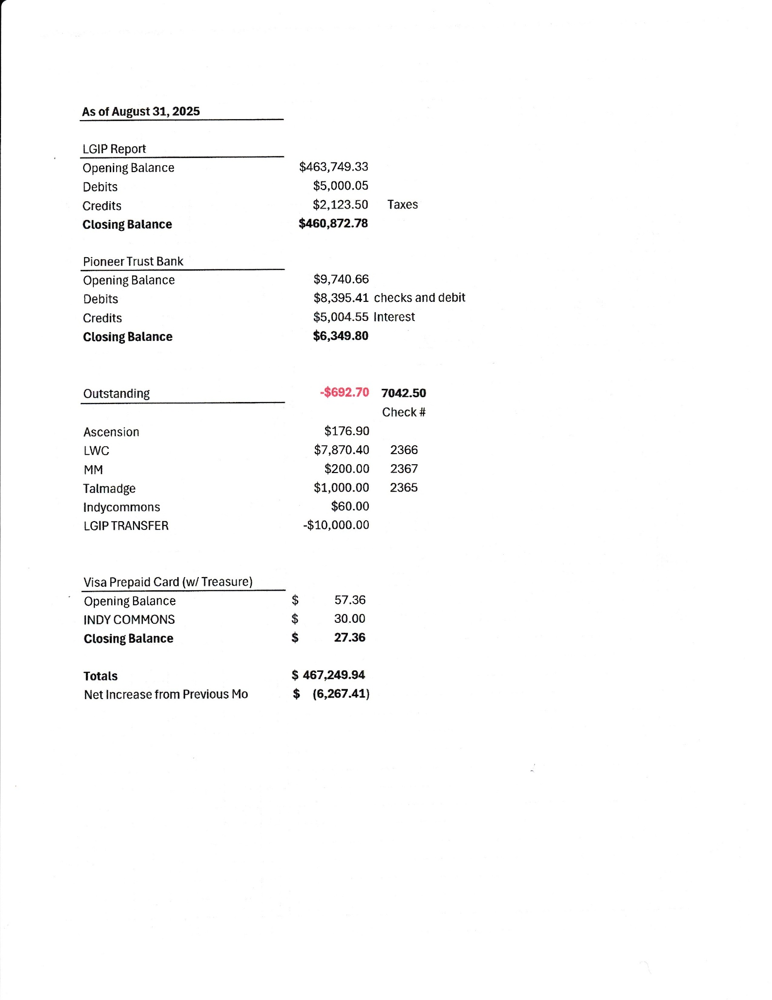 As of August 31, 2025
LGIP Report
Opening Balance $463,749.33
Debits $5,000.05
Credits $2,123.50 Taxes
Closing Balance $460,872.78
Pioneer Trust Bank
Opening Balance $9,740.66
Debits $8,395.41 checks and debit
Credits $5,004.55 Interest
Closing Balance $6,349.80
Outstanding -$692.70 7042.50
Check #
Ascension $176.90
LWC $7,870.40 2366
MM $200.00 2367
Talmadge $1,000.00 2365
Indycommons $60.00
LGIP TRANSFER -$10,000.00
Visa Prepaid Card (w/ Treasure)
Opening Balance $ 57.36
INDY COMMONS $ 30.00
Closing Balance $ 27.36
Totals $ 467,249.94
Net Increase from Previous Mo $ (6,267.41)